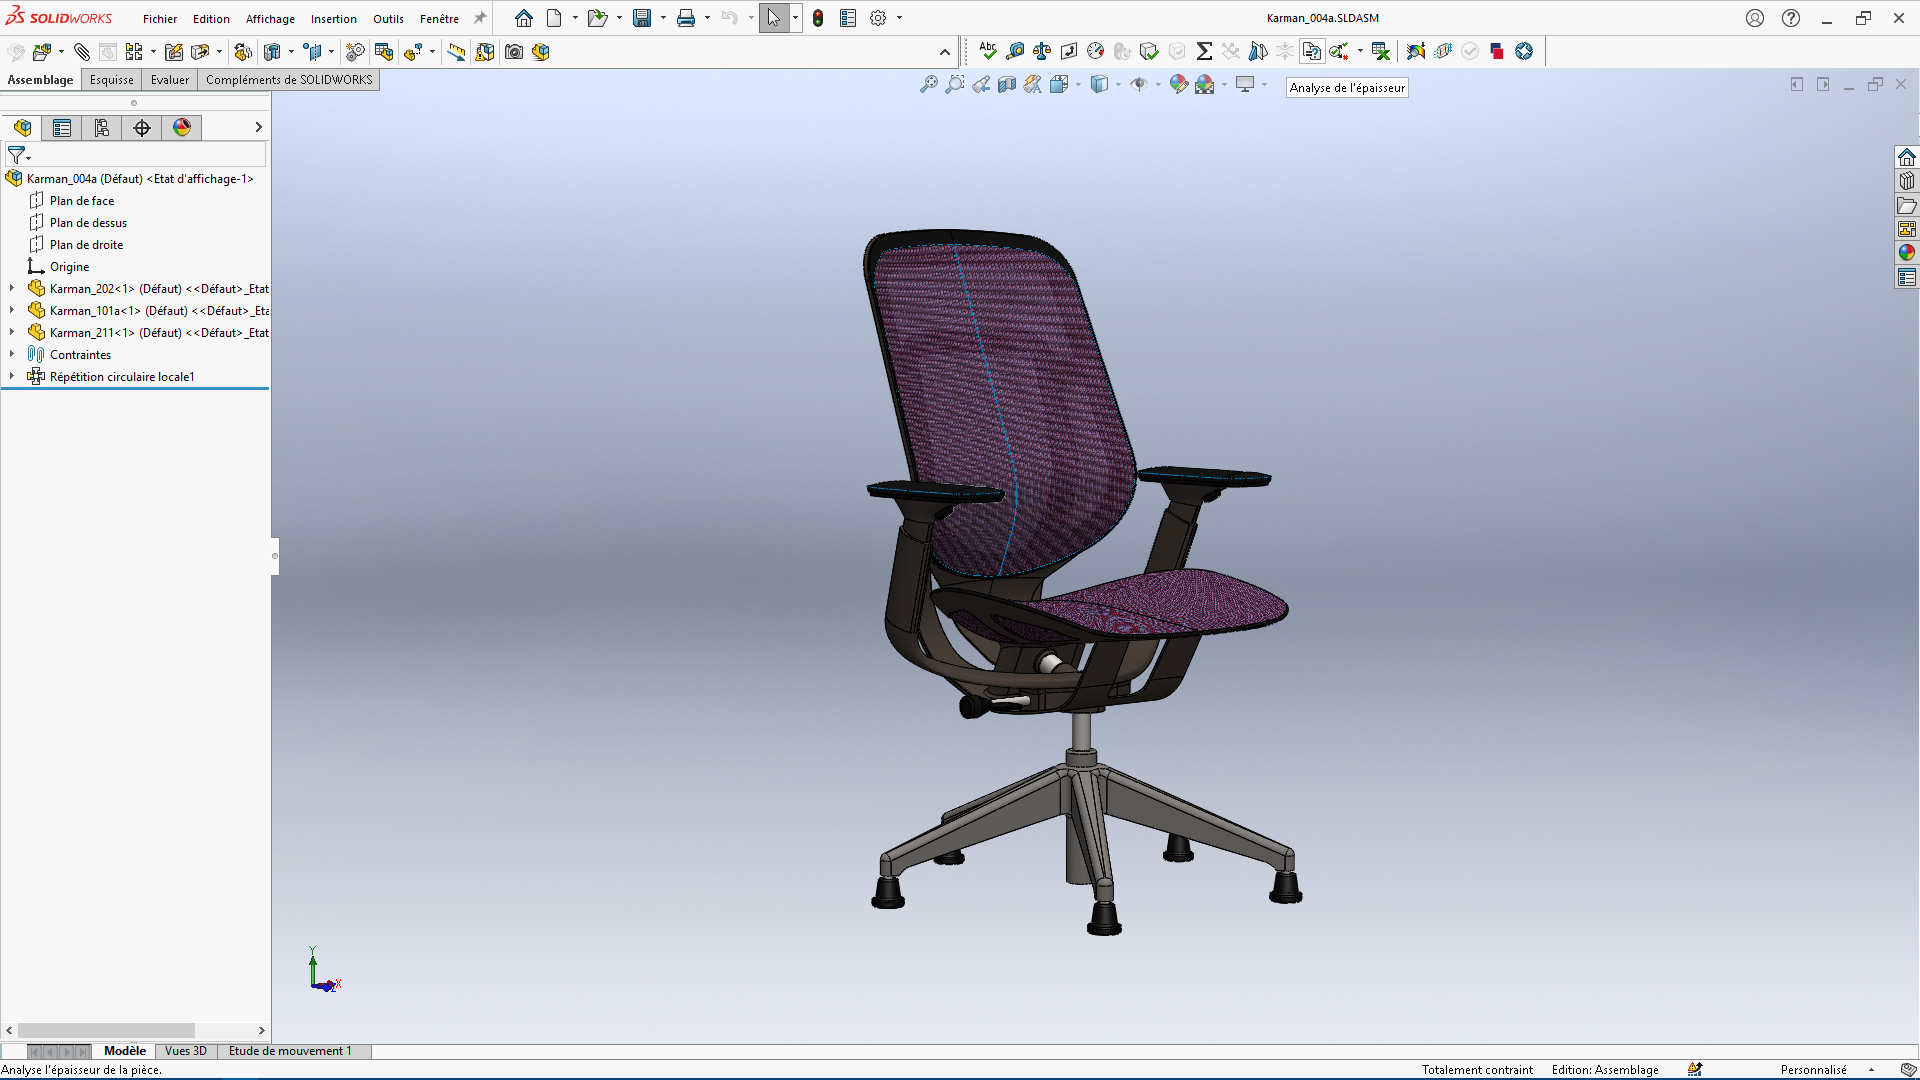 SOLIDWORKS
Fichier Edition Affichage Insertion Outils Fenêtre
Karman_004a.SLDASM
Assemblage Esquisse Evaluer Compléments de SOLIDWORKS
Analyse de l'épaisseur
Karman_004a (Défaut) <Etat d'affichage-1>
Plan de face
Plan de dessus
Plan de droite
Origine
Karman_202<1> (Défaut) <<Défaut>_Etat
Karman_101a<1> (Défaut) <<Défaut>_Eta
Karman_211<1> (Défaut) <<Défaut>_Etat
Contraintes
Répétition circulaire locale1
Y
X
Z
Modèle Vues 3D Etude de mouvement 1
Analyse l'épaisseur de la pièce.
Totalement contraint Edition: Assemblage Personnalisé